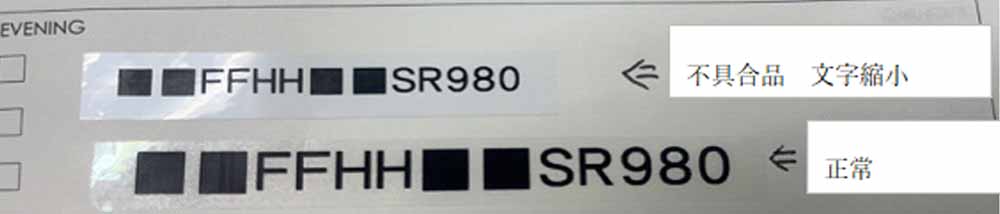 EVENING
■■FFHH■■SR980
⇐ 不具合品 文字縮小
■■FFHH■■SR980
⇐ 正常